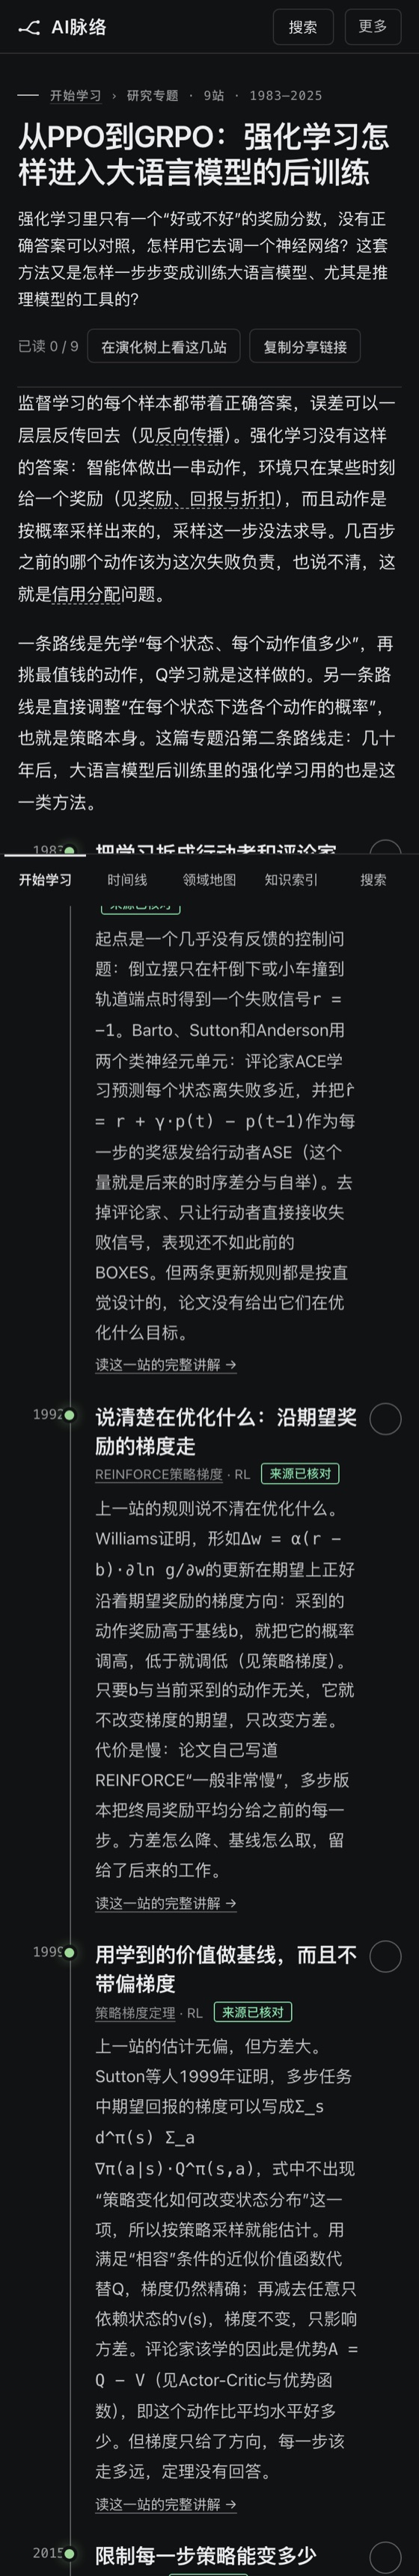 AI脉络
搜索
更多
开始学习 › 研究专题 · 9站 · 1983—2025
从PPO到GRPO：强化学习怎
样进入大语言模型的后训练
强化学习里只有一个“好或不好”的奖励分数，没有正
确答案可以对照，怎样用它去调一个神经网络？这套
方法又是怎样一步步变成训练大语言模型、尤其是推
理模型的工具的？
已读 0 / 9
在演化树上看这几站
复制分享链接
监督学习的每个样本都带着正确答案，误差可以一
层层反传回去（见反向传播）。强化学习没有这样
的答案：智能体做出一串动作，环境只在某些时刻
给一个奖励（见奖励、回报与折扣），而且动作是
按概率采样出来的，采样这一步没法求导。几百步
之前的哪个动作该为这次失败负责，也说不清，这
就是信用分配问题。
一条路线是先学“每个状态、每个动作值多少”，再
挑最值钱的动作，Q学习就是这样做的。另一条路
线是直接调整“在每个状态下选各个动作的概率”，
也就是策略本身。这篇专题沿第二条路线走：几十
年后，大语言模型后训练里的强化学习用的也是这
一类方法。
1983
把学习拆成行动者和评论家
开始学习
时间线
领域地图
知识索引
搜索
来源已核对
起点是一个几乎没有反馈的控制问
题：倒立摆只在杆倒下或小车撞到
轨道端点时得到一个失败信号r =
−1。Barto、Sutton和Anderson用
两个类神经元单元：评论家ACE学
习预测每个状态离失败多近，并把r̂
= r + γ·p(t) − p(t−1)作为每
一步的奖惩发给行动者ASE（这个
量就是后来的时序差分与自举）。去
掉评论家、只让行动者直接接收失
败信号，表现还不如此前的
BOXES。但两条更新规则都是按直
觉设计的，论文没有给出它们在优
化什么目标。
读这一站的完整讲解 →
1992
说清楚在优化什么：沿期望奖
励的梯度走
REINFORCE策略梯度 · RL
来源已核对
上一站的规则说不清在优化什么。
Williams证明，形如Δw = α(r −
b)·∂ln g/∂w的更新在期望上正好
沿着期望奖励的梯度方向：采到的
动作奖励高于基线b，就把它的概率
调高，低于就调低（见策略梯度）。
只要b与当前采到的动作无关，它就
不改变梯度的期望，只改变方差。
代价是慢：论文自己写道
REINFORCE“一般非常慢”，多步版
本把终局奖励平均分给之前的每一
步。方差怎么降、基线怎么取，留
给了后来的工作。
读这一站的完整讲解 →
1999
用学到的价值做基线，而且不
带偏梯度
策略梯度定理 · RL
来源已核对
上一站的估计无偏，但方差大。
Sutton等人1999年证明，多步任务
中期望回报的梯度可以写成Σ_s
d^π(s) Σ_a
∇π(a|s)·Q^π(s,a)，式中不出现
“策略变化如何改变状态分布”这一
项，所以按策略采样就能估计。用
满足“相容”条件的近似价值函数代
替Q，梯度仍然精确；再减去任意只
依赖状态的v(s)，梯度不变，只影响
方差。评论家该学的因此是优势A =
Q − V（见Actor-Critic与优势函
数），即这个动作比平均水平好多
少。但梯度只给了方向，每一步该
走多远，定理没有回答。
读这一站的完整讲解 →
2015
限制每一步策略能变多少